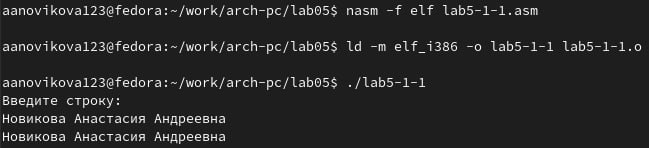 aanovikova123@fedora:~/work/arch-pc/lab05$ nasm -f elf lab5-1-1.asm
aanovikova123@fedora:~/work/arch-pc/lab05$ ld -m elf_i386 -o lab5-1-1 lab5-1-1.o
aanovikova123@fedora:~/work/arch-pc/lab05$ ./lab5-1-1
Введите строку:
Новикова Анастасия Андреевна
Новикова Анастасия Андреевна